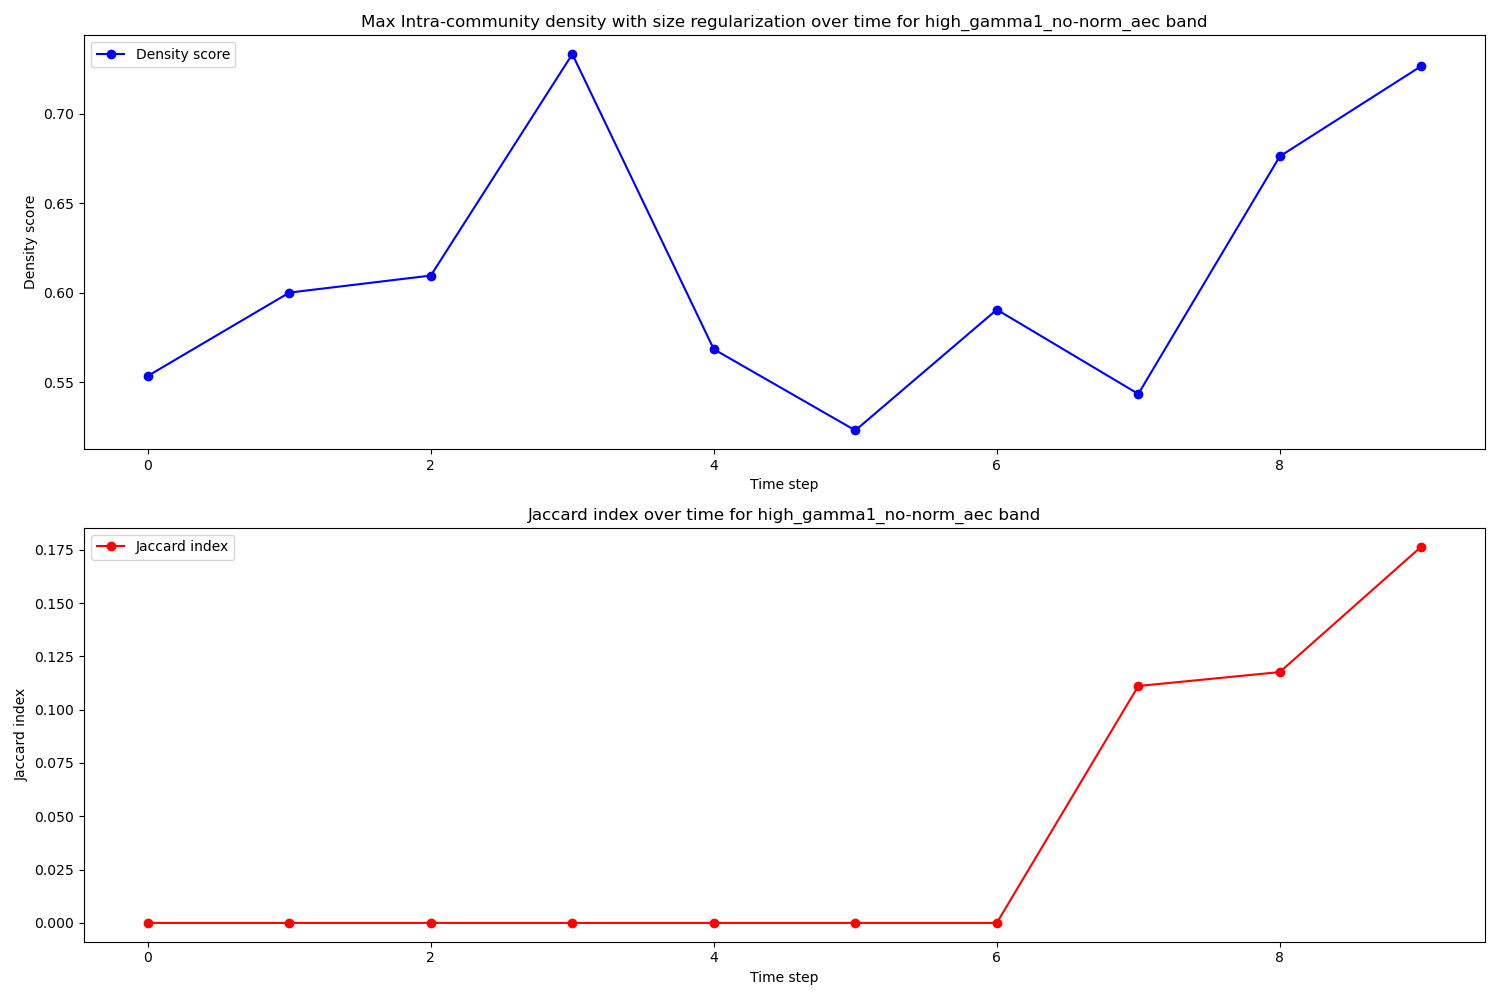 Max Intra-community density with size regularization over time for high_gamma1_no-norm_aec band
Density score
Density score
0.70
0.65
0.60
0.55
0 2 4 6 8
Time step
Jaccard index over time for high_gamma1_no-norm_aec band
Jaccard index
Jaccard index
0.175
0.150
0.125
0.100
0.075
0.050
0.025
0.000
0 2 4 6 8
Time step